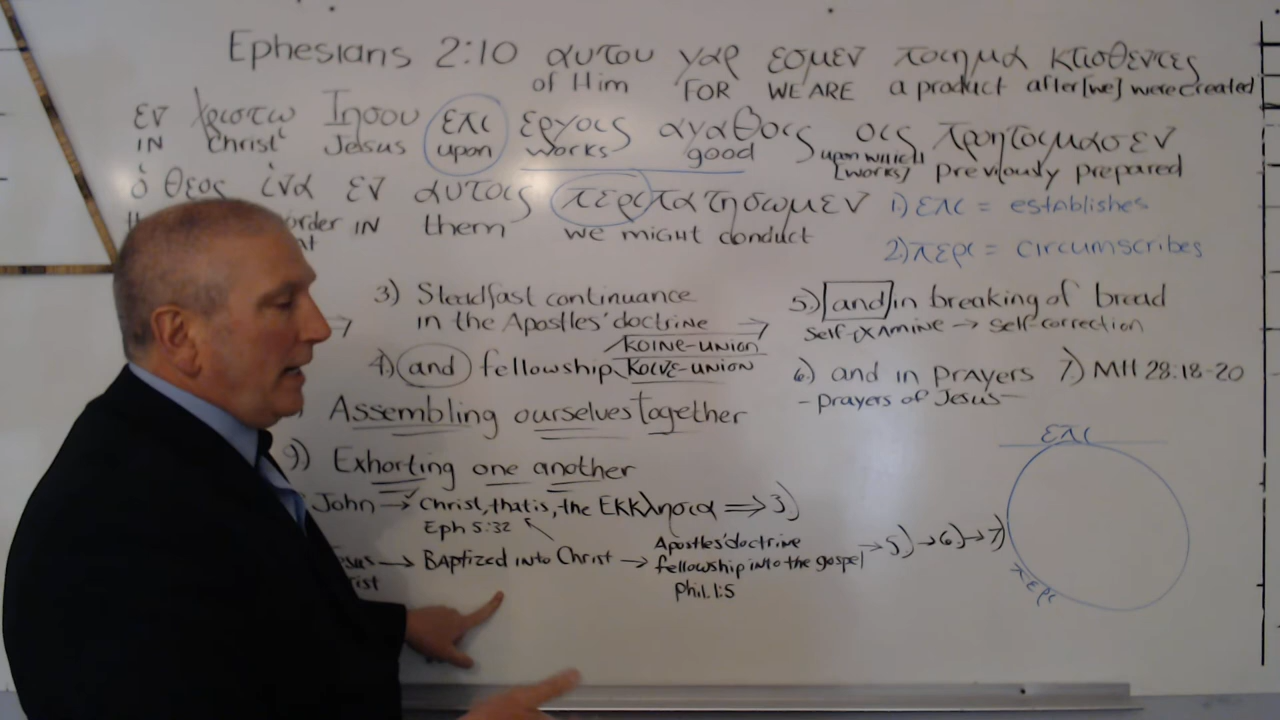 Ephesians 2:10 αυτου γαρ εσμεν ποιημα κτισθεντες
of Him FOR WE ARE a product after [we] were created
εν Χριστω Ιησου επι εργοις αγαθοις οις προητοιμασεν
IN Christ Jesus upon works good upon which [works] previously prepared
ὁ θεος ἱνα εν αυτοις περιπατησωμεν
order IN them we might conduct
1) επι = establishes
2) περι = circumscribes
3) Steadfast continuance
in the Apostles' doctrine
KOINE-UNION
4) and fellowship KOIVE-UNION
5) and in breaking of bread
self-examine → self-correction
6) and in prayers
- prayers of Jesus -
7) Mtt 28:18-20
Assembling ourselves together
9) Exhorting one another
John → Christ, that is, the Εκκλησια ⇒ 3)
Eph 5:32
→ Baptized into Christ → Apostles' doctrine
fellowship into the gospel → 5) → 6) → 7)
Phil. 1:5
επι
περι